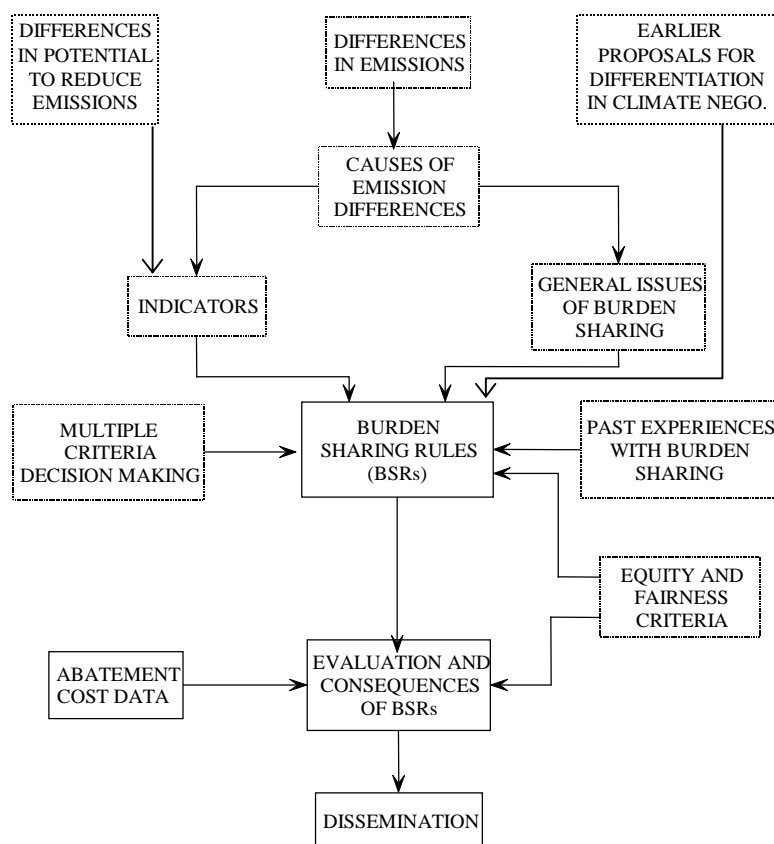 DIFFERENCES
IN POTENTIAL
TO REDUCE
EMISSIONS
DIFFERENCES
IN EMISSIONS
EARLIER
PROPOSALS FOR
DIFFERENTIATION
IN CLIMATE NEGO.
CAUSES OF
EMISSION
DIFFERENCES
INDICATORS
GENERAL ISSUES
OF BURDEN
SHARING
MULTIPLE
CRITERIA
DECISION MAKING
BURDEN
SHARING RULES
(BSRs)
PAST EXPERIENCES
WITH BURDEN
SHARING
EQUITY AND
FAIRNESS
CRITERIA
ABATEMENT
COST DATA
EVALUATION AND
CONSEQUENCES
OF BSRs
DISSEMINATION